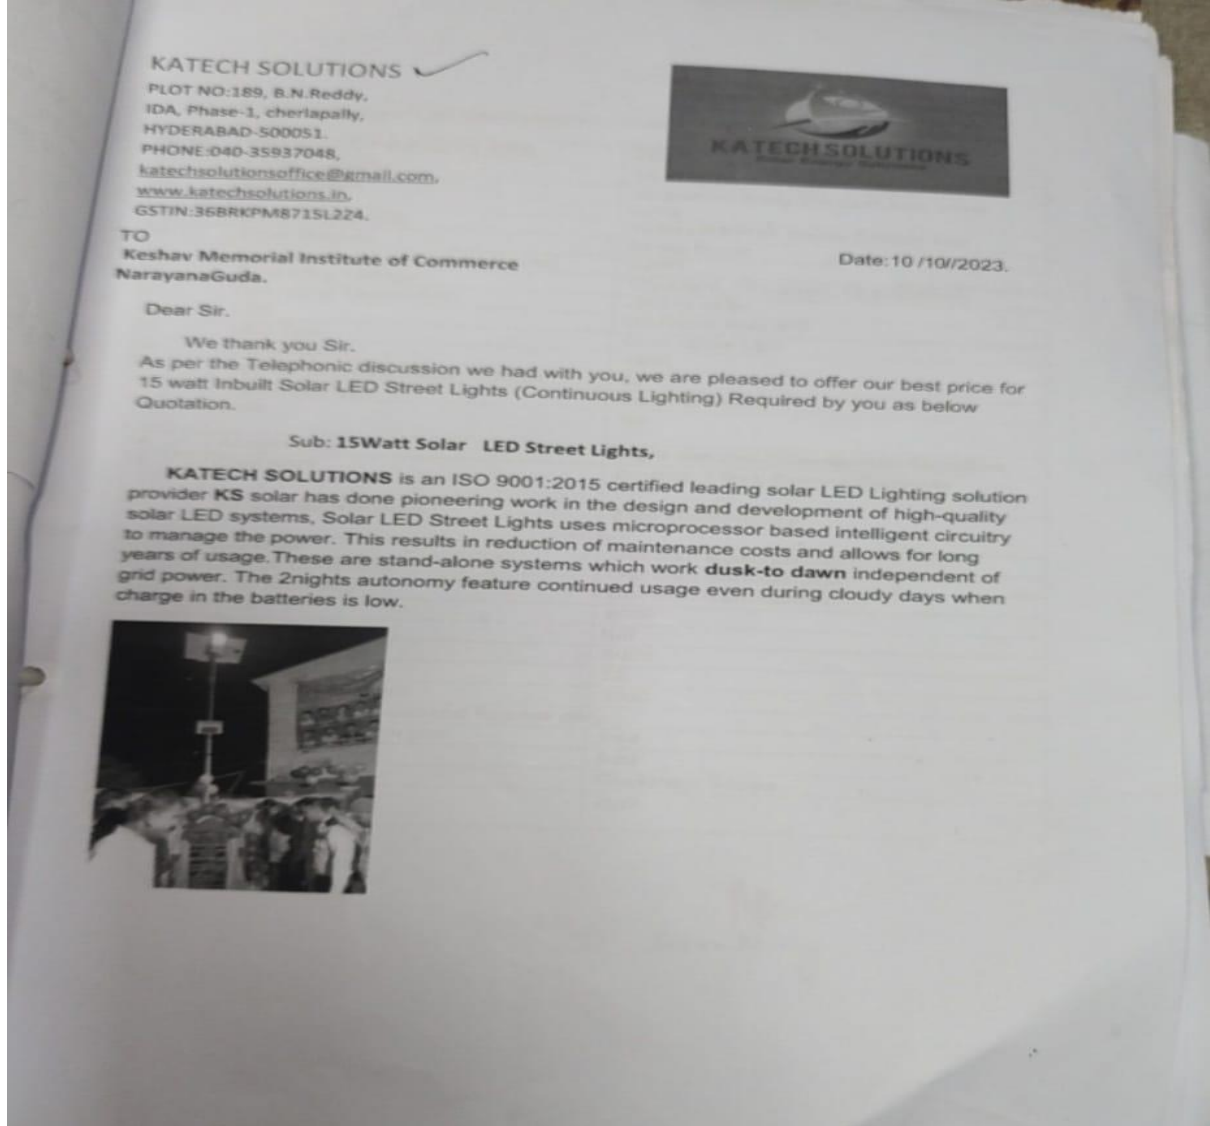 KATECH SOLUTIONS
PLOT NO:189, B.N.Reddy,
IDA, Phase-1, cherlapally,
HYDERABAD-500051.
PHONE:040-35937048,
katechsolutionsoffice@gmail.com,
www.katechsolutions.in,
GSTIN:36BRKPM8715L2Z4.
KATECH SOLUTIONS
TO
Keshav Memorial Institute of Commerce
NarayanaGuda.
Date:10 /10//2023.
Dear Sir.
We thank you Sir.
As per the Telephonic discussion we had with you, we are pleased to offer our best price for
15 watt Inbuilt Solar LED Street Lights (Continuous Lighting) Required by you as below
Quotation.
Sub: 15Watt Solar LED Street Lights,
KATECH SOLUTIONS is an ISO 9001:2015 certified leading solar LED Lighting solution
provider KS solar has done pioneering work in the design and development of high-quality
solar LED systems, Solar LED Street Lights uses microprocessor based intelligent circuitry
to manage the power. This results in reduction of maintenance costs and allows for long
years of usage.These are stand-alone systems which work dusk-to dawn independent of
grid power. The 2nights autonomy feature continued usage even during cloudy days when
charge in the batteries is low.